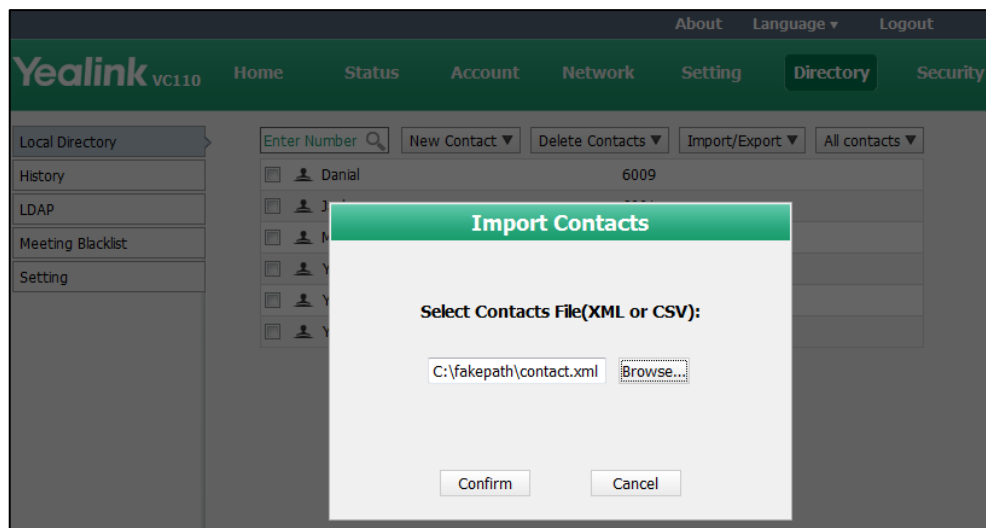 About Language ▾ Logout
Yealink VC110 Home Status Account Network Setting Directory Security
Local Directory
Enter Number New Contact ▼ Delete Contacts ▼ Import/Export ▼ All contacts ▼
History
Danial 6009
LDAP
Import Contacts
Meeting Blacklist
Setting
Select Contacts File(XML or CSV):
C:\fakepath\contact.xml Browse...
Confirm Cancel